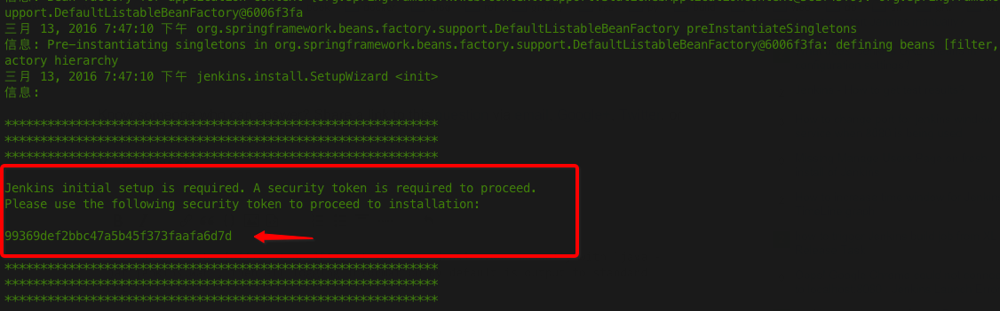 upport.DefaultListableBeanFactory@6006f3fa
三月 13, 2016 7:47:10 下午 org.springframework.beans.factory.support.DefaultListableBeanFactory preInstantiateSingletons
信息: Pre-instantiating singletons in org.springframework.beans.factory.support.DefaultListableBeanFactory@6006f3fa: defining beans [filter,
actory hierarchy
三月 13, 2016 7:47:10 下午 jenkins.install.SetupWizard <init>
信息:
*************************************************************
*************************************************************
*************************************************************
Jenkins initial setup is required. A security token is required to proceed.
Please use the following security token to proceed to installation:
99369def2bbc47a5b45f373faafa6d7d
*************************************************************
*************************************************************
*************************************************************